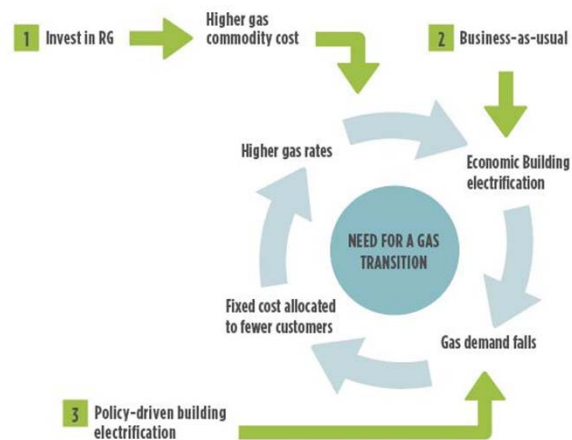 1 Invest in RG
Higher gas
commodity cost
2 Business-as-usual
Higher gas rates
Economic Building
electrification
NEED FOR A GAS
TRANSITION
Fixed cost allocated
to fewer customers
Gas demand falls
3 Policy-driven building
electrification